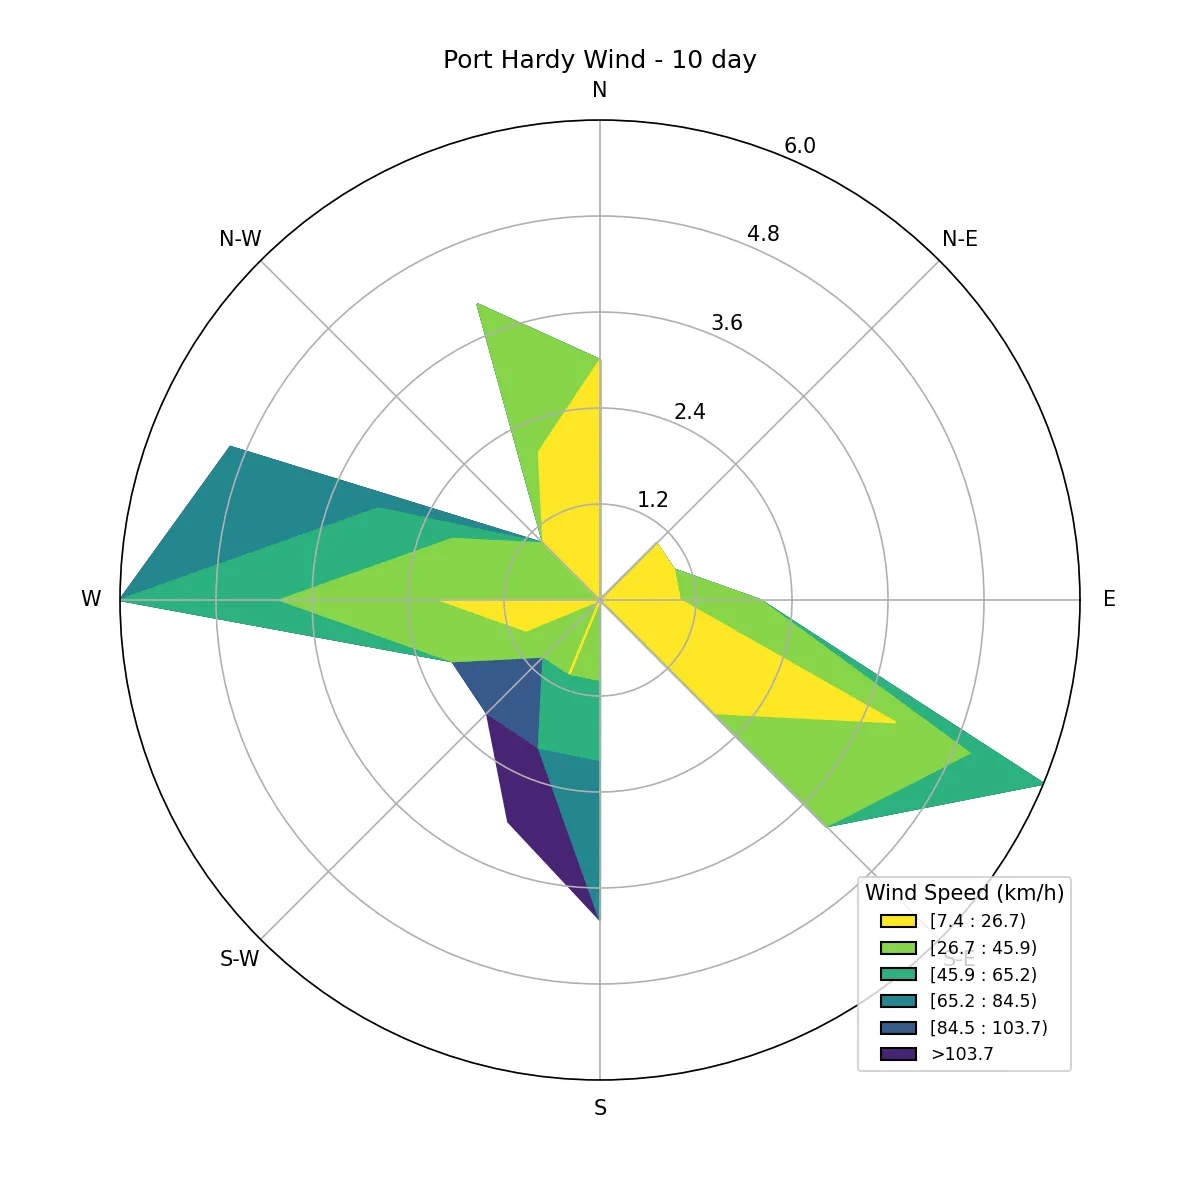 Port Hardy Wind - 10 day
N
6.0
N-W
N-E
4.8
3.6
2.4
1.2
W
E
S-W
S-E
S
Wind Speed (km/h)
[7.4 : 26.7)
[26.7 : 45.9)
[45.9 : 65.2)
[65.2 : 84.5)
[84.5 : 103.7)
>103.7